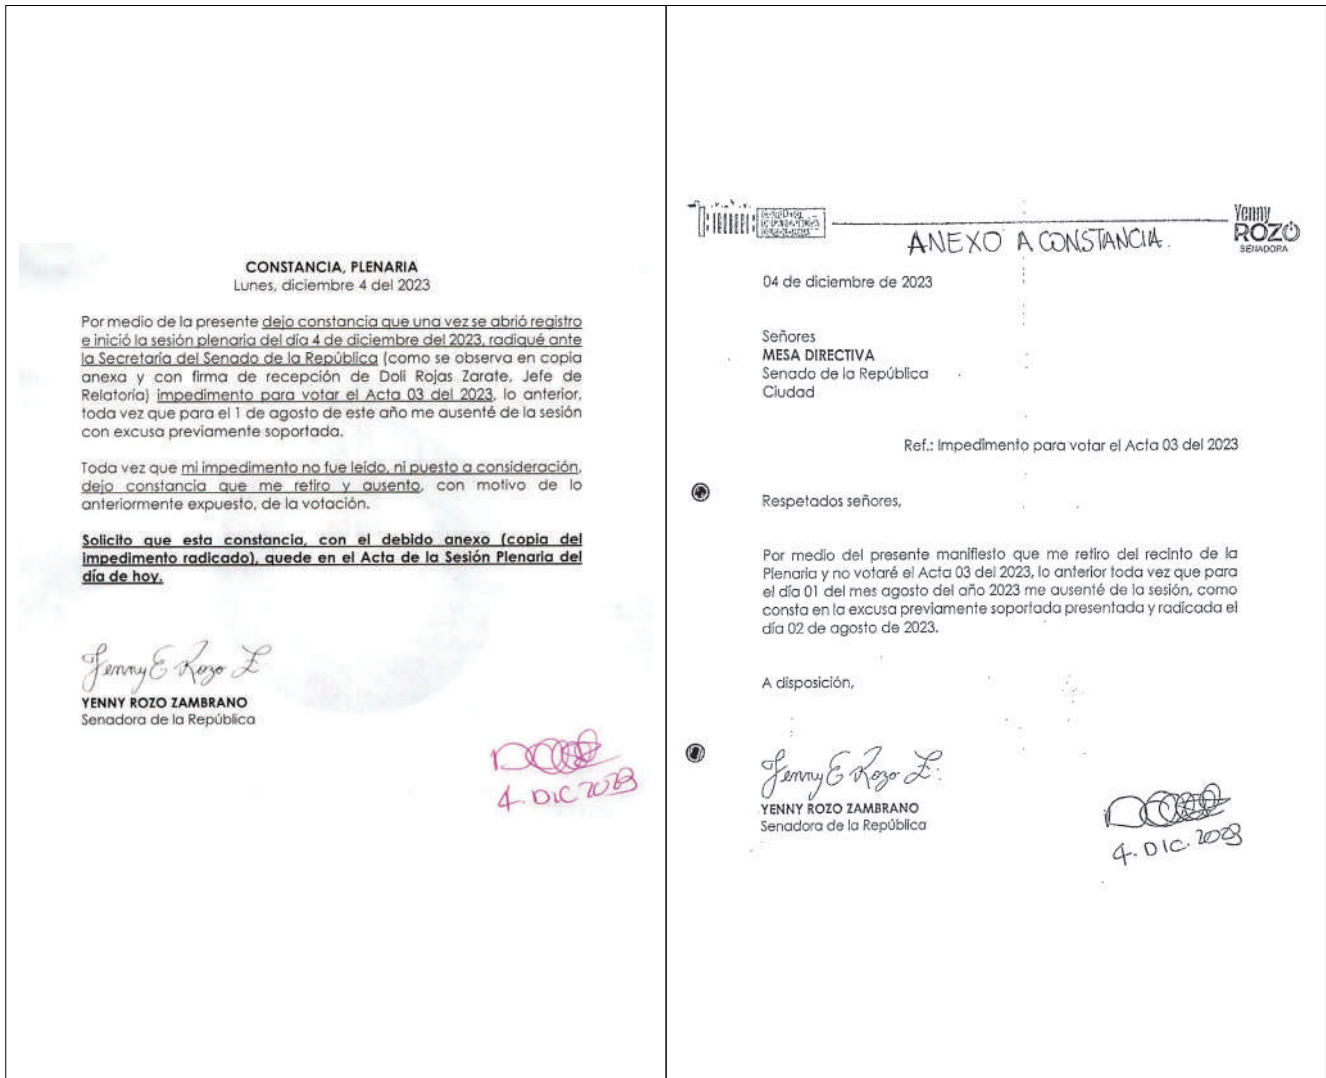 CONSTANCIA, PLENARIA
Lunes, diciembre 4 del 2023
Por medio de la presente dejo constancia que una vez se abrió registro
e inició la sesión plenaria del día 4 de diciembre del 2023, radiqué ante
la Secretaría del Senado de la República (como se observa en copia
anexa y con firma de recepción de Doli Rojas Zarate, Jefe de
Relatoría) impedimento para votar el Acta 03 del 2023, lo anterior,
toda vez que para el 1 de agosto de este año me ausenté de la sesión
con excusa previamente soportada.
Toda vez que mi impedimento no fue leído, ni puesto a consideración,
dejo constancia que me retiro y ausento, con motivo de lo
anteriormente expuesto, de la votación.
Solicito que esta constancia, con el debido anexo (copia del
impedimento radicado), quede en el Acta de la Sesión Plenaria del
día de hoy.
Yenny E Rozo Z
YENNY ROZO ZAMBRANO
Senadora de la República
4. DIC 2023
Yenny
ROZO
SENADORA
ANEXO A CONSTANCIA.
04 de diciembre de 2023
Señores
MESA DIRECTIVA
Senado de la República
Ciudad
Ref.: Impedimento para votar el Acta 03 del 2023
Respetados señores,
Por medio del presente manifiesto que me retiro del recinto de la
Plenaria y no votaré el Acta 03 del 2023, lo anterior toda vez que para
el día 01 del mes agosto del año 2023 me ausenté de la sesión, como
consta en la excusa previamente soportada presentada y radicada el
día 02 de agosto de 2023.
A disposición,
Yenny E Rozo Z.
YENNY ROZO ZAMBRANO
Senadora de la República
4. DIC. 2023